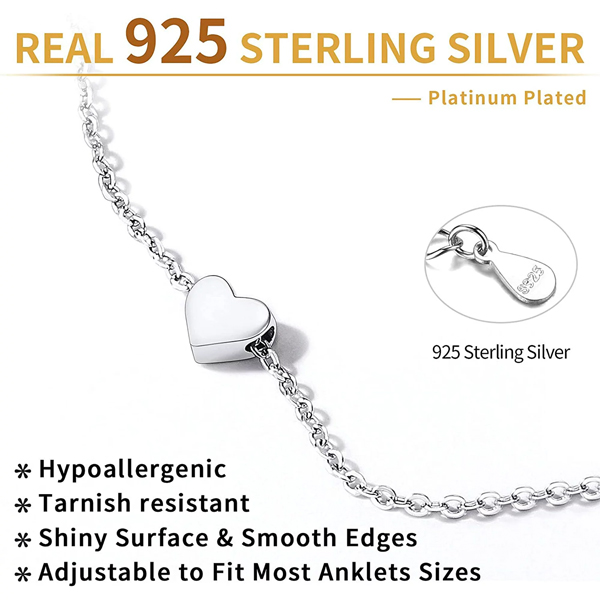 REAL 925 STERLING SILVER
Platinum Plated
S925
925 Sterling Silver
* Hypoallergenic
* Tarnish resistant
* Shiny Surface & Smooth Edges
* Adjustable to Fit Most Anklets Sizes